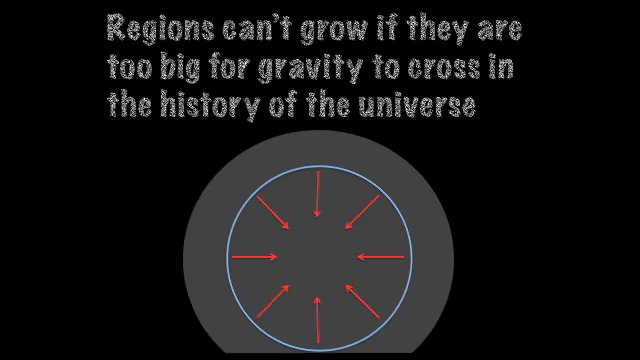 Regions can't grow if they are
too big for gravity to cross in
the history of the universe